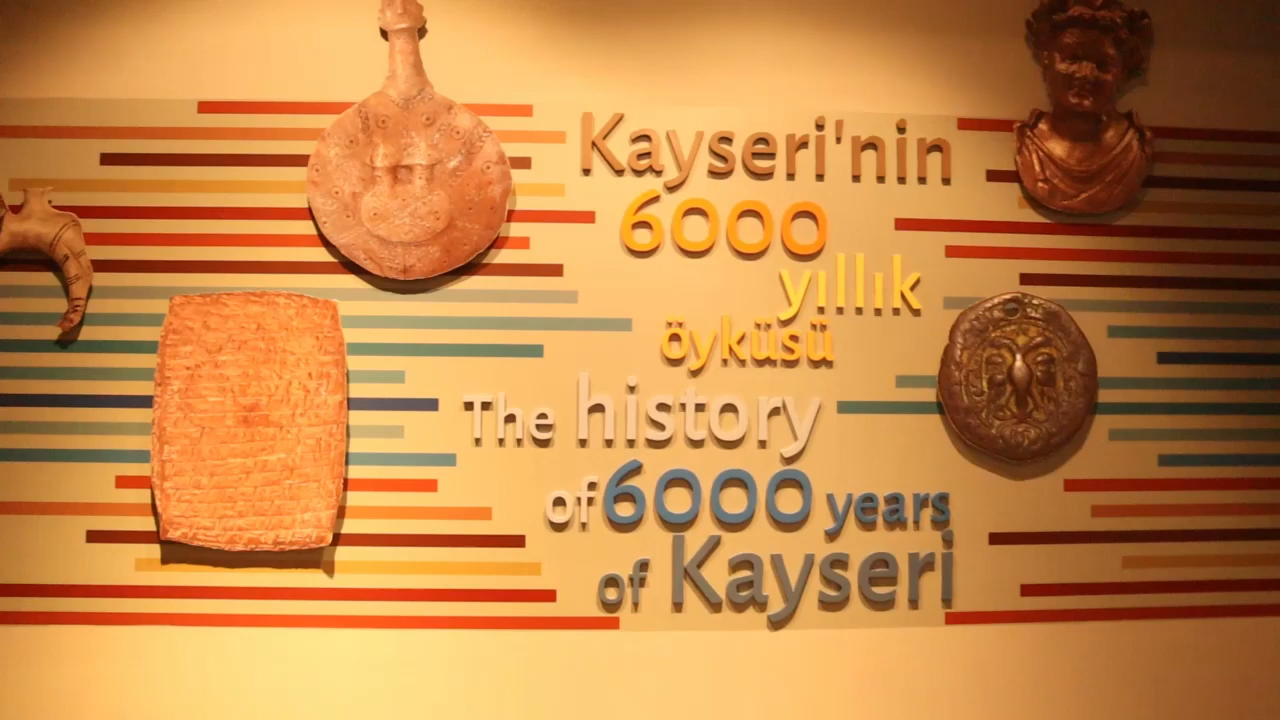 Kayseri'nin
6000
yıllık
öyküsü
The history
of 6000 years
of Kayseri